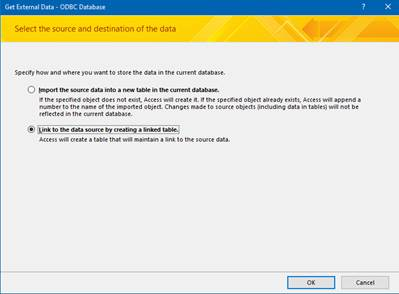 Get External Data - ODBC Database
Select the source and destination of the data
Specify how and where you want to store the data in the current database.
Import the source data into a new table in the current database.
If the specified object does not exist, Access will create it. If the specified object already exists, Access will append a
number to the name of the imported object. Changes made to source objects (including data in tables) will not be
reflected in the current database.
Link to the data source by creating a linked table.
Access will create a table that will maintain a link to the source data.
OK
Cancel